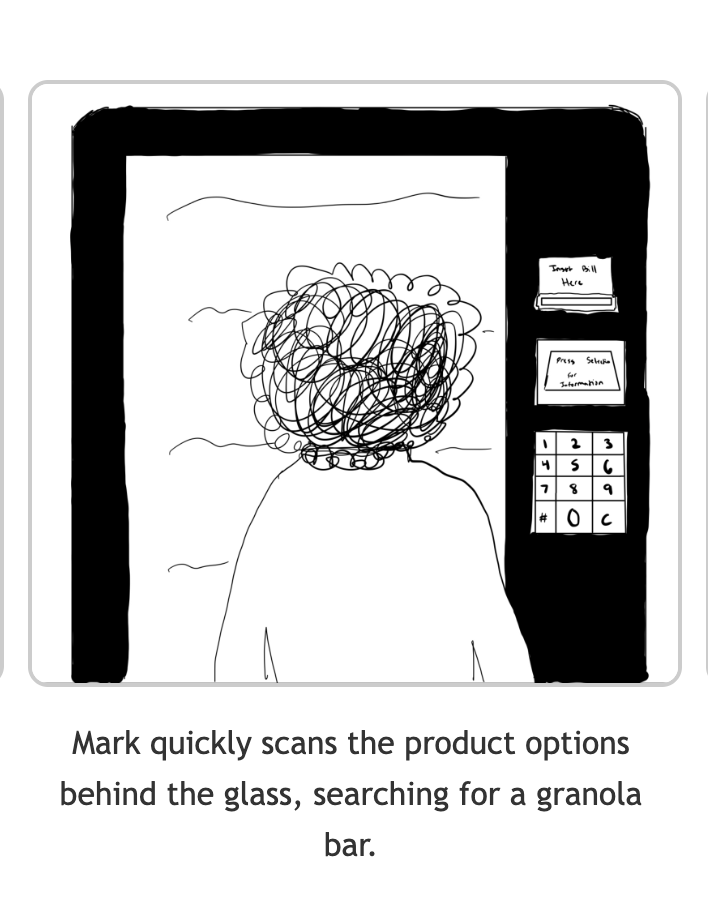 Insert Bill
Here
Press Selection
for
Information
1 2 3
4 5 6
7 8 9
# 0 C
Mark quickly scans the product options
behind the glass, searching for a granola
bar.